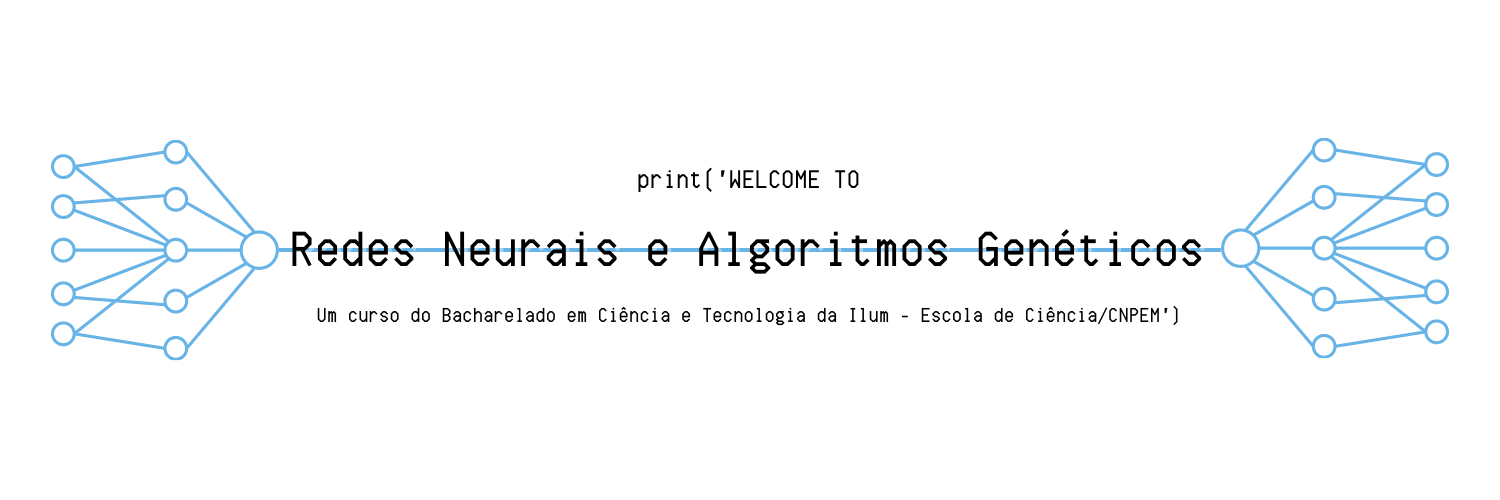 print('WELCOME TO
Redes Neurais e Algoritmos Genéticos
Um curso do Bacharelado em Ciência e Tecnologia da Ilum - Escola de Ciência/CNPEM')